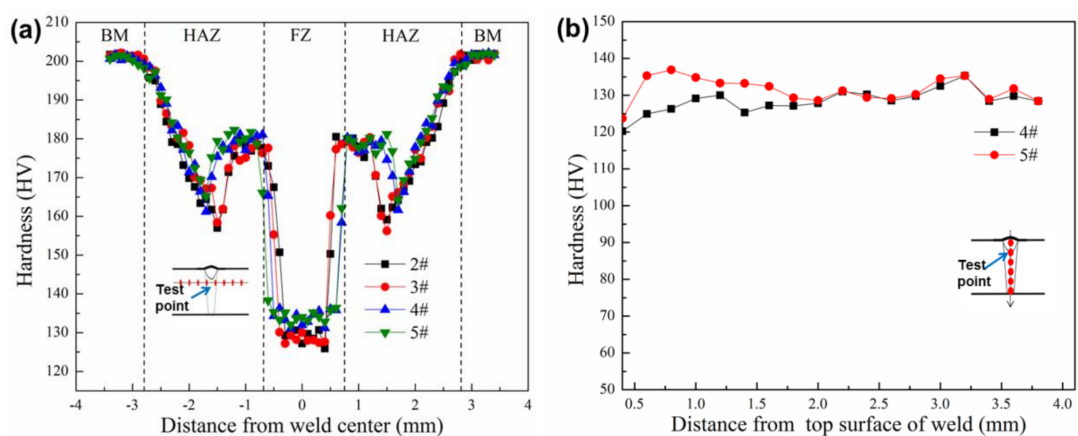 (a)
BM HAZ FZ HAZ BM
210
200
190
180
170
160
150
140
130
120
Hardness (HV)
Test
point
2#
3#
4#
5#
-4 -3 -2 -1 0 1 2 3 4
Distance from weld center (mm)
(b)
150
140
130
120
110
100
90
80
70
60
50
Hardness (HV)
4#
5#
Test
point
0.5 1.0 1.5 2.0 2.5 3.0 3.5 4.0
Distance from top surface of weld (mm)